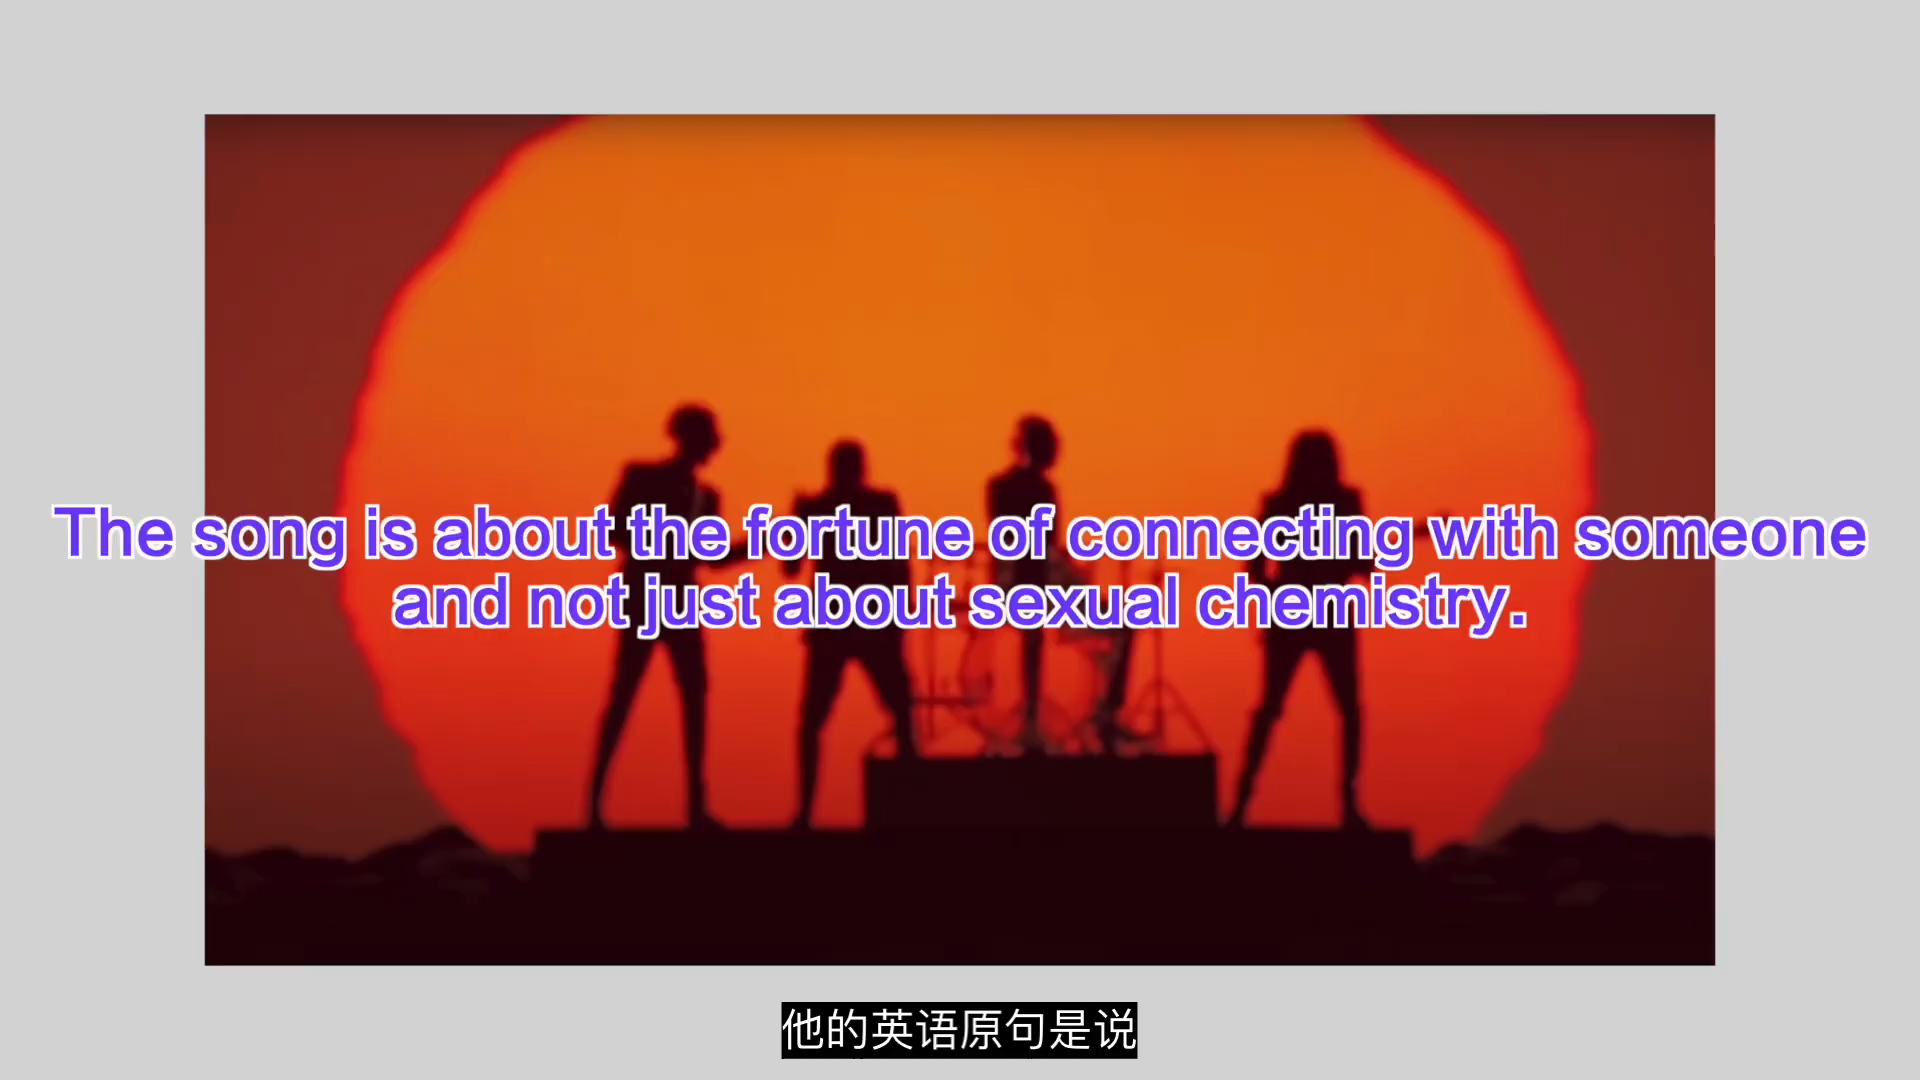 The song is about the fortune of connecting with someone
and not just about sexual chemistry.
他的英语原句是说